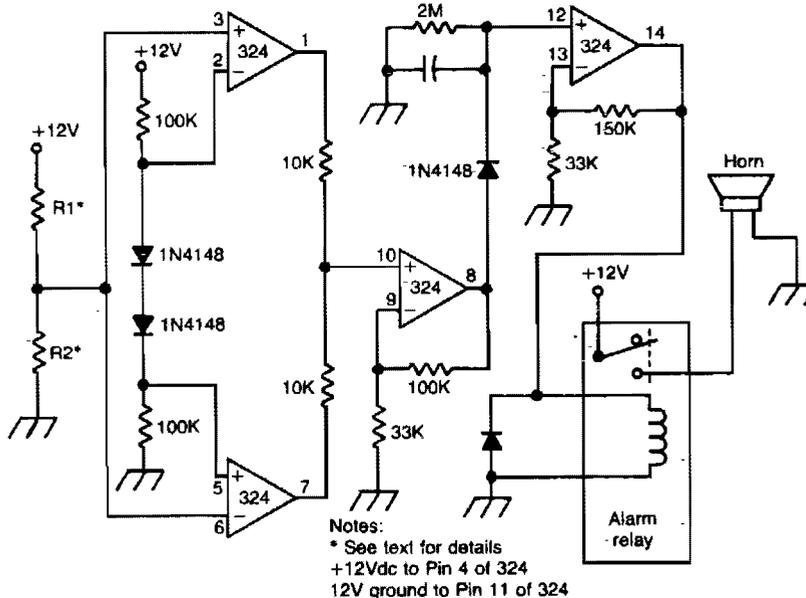 2M
12
+
324
14
13
−
3
+
324
1
2
−
+12V
100K
+12V
R1*
10K
1N4148
150K
33K
Horn
1N4148
10
+
324
8
9
−
+12V
1N4148
R2*
10K
100K
100K
33K
5
+
324
7
6
−
Alarm
relay
Notes:
* See text for details
+12Vdc to Pin 4 of 324
12V ground to Pin 11 of 324